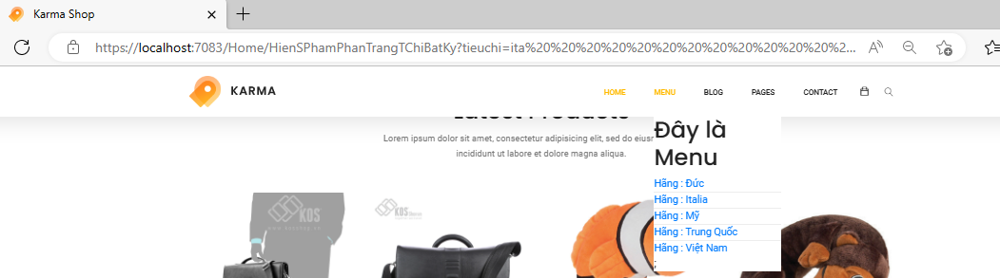 Karma Shop
https://localhost:7083/Home/HienSPhamPhanTrangTChiBatKy?tieuchi=ita%20%20%20%20%20%20%20%20%20%20%20%20%20%2...
KARMA
HOME MENU BLOG PAGES CONTACT
Latest Products
Lorem ipsum dolor sit amet, consectetur adipisicing elit, sed do eiusm
incididunt ut labore et dolore magna aliqua.
Đây là
Menu
Hãng : Đức
Hãng : Italia
Hãng : Mỹ
Hãng : Trung Quốc
Hãng : Việt Nam
;
KOS
KOS